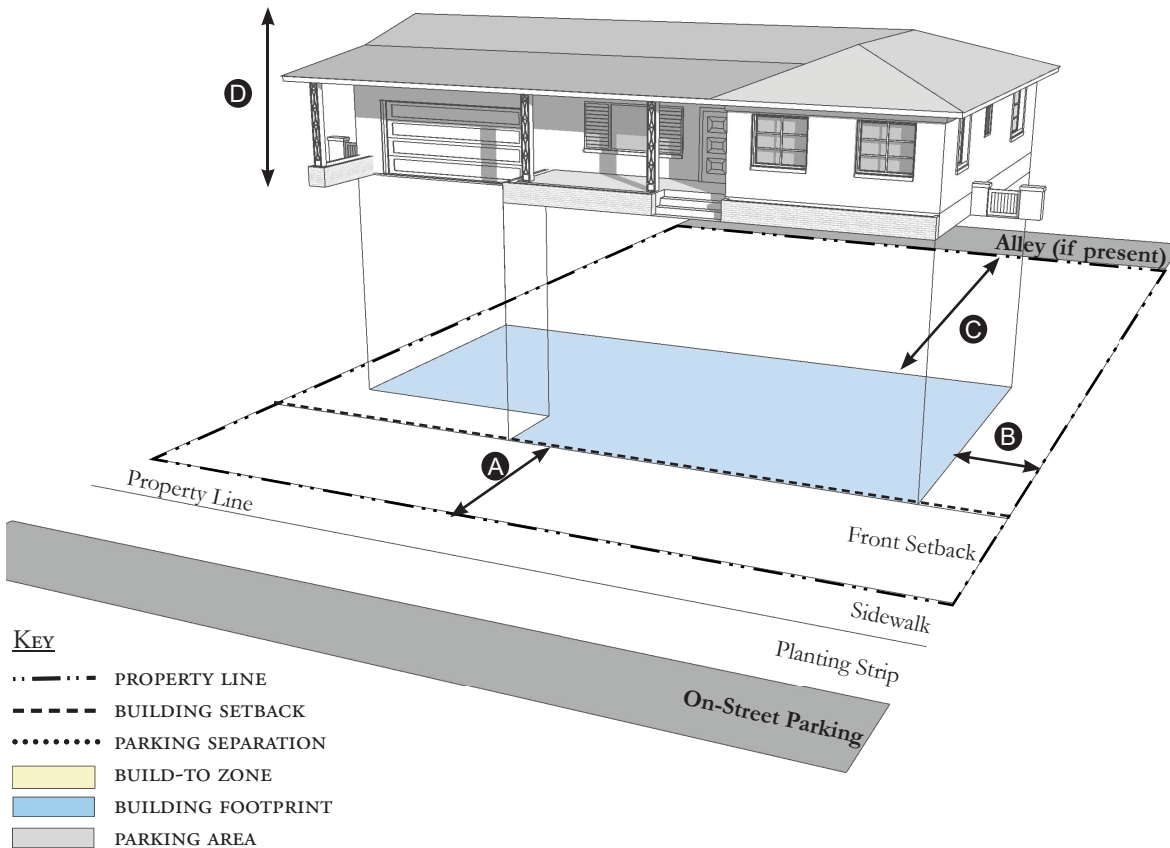 D
Alley (if present)
C
B
A
Property Line
Front Setback
Sidewalk
Planting Strip
On-Street Parking
KEY
PROPERTY LINE
BUILDING SETBACK
PARKING SEPARATION
BUILD-TO ZONE
BUILDING FOOTPRINT
PARKING AREA